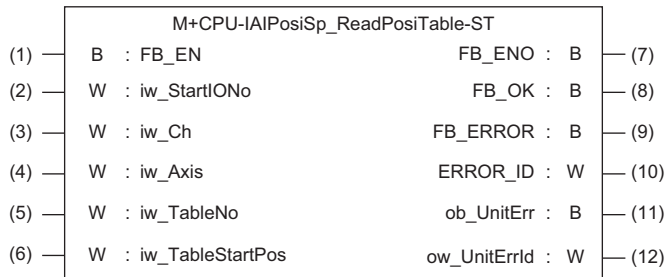 M+CPU-IAIPosiSp_ReadPosiTable-ST
(1) B : FB_EN FB_ENO : B (7)
(2) W : iw_StartIONo FB_OK : B (8)
(3) W : iw_Ch FB_ERROR : B (9)
(4) W : iw_Axis ERROR_ID : W (10)
(5) W : iw_TableNo ob_UnitErr : B (11)
(6) W : iw_TableStartPos ow_UnitErrId : W (12)